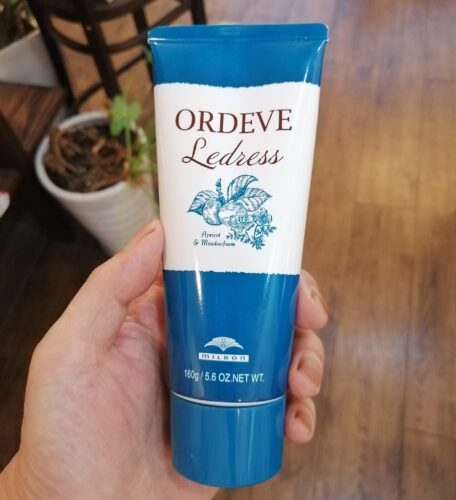 ORDEVE
Ledress
Apricot
& Meadowfoam
milbon
160g / 5.6 OZ.NET WT.